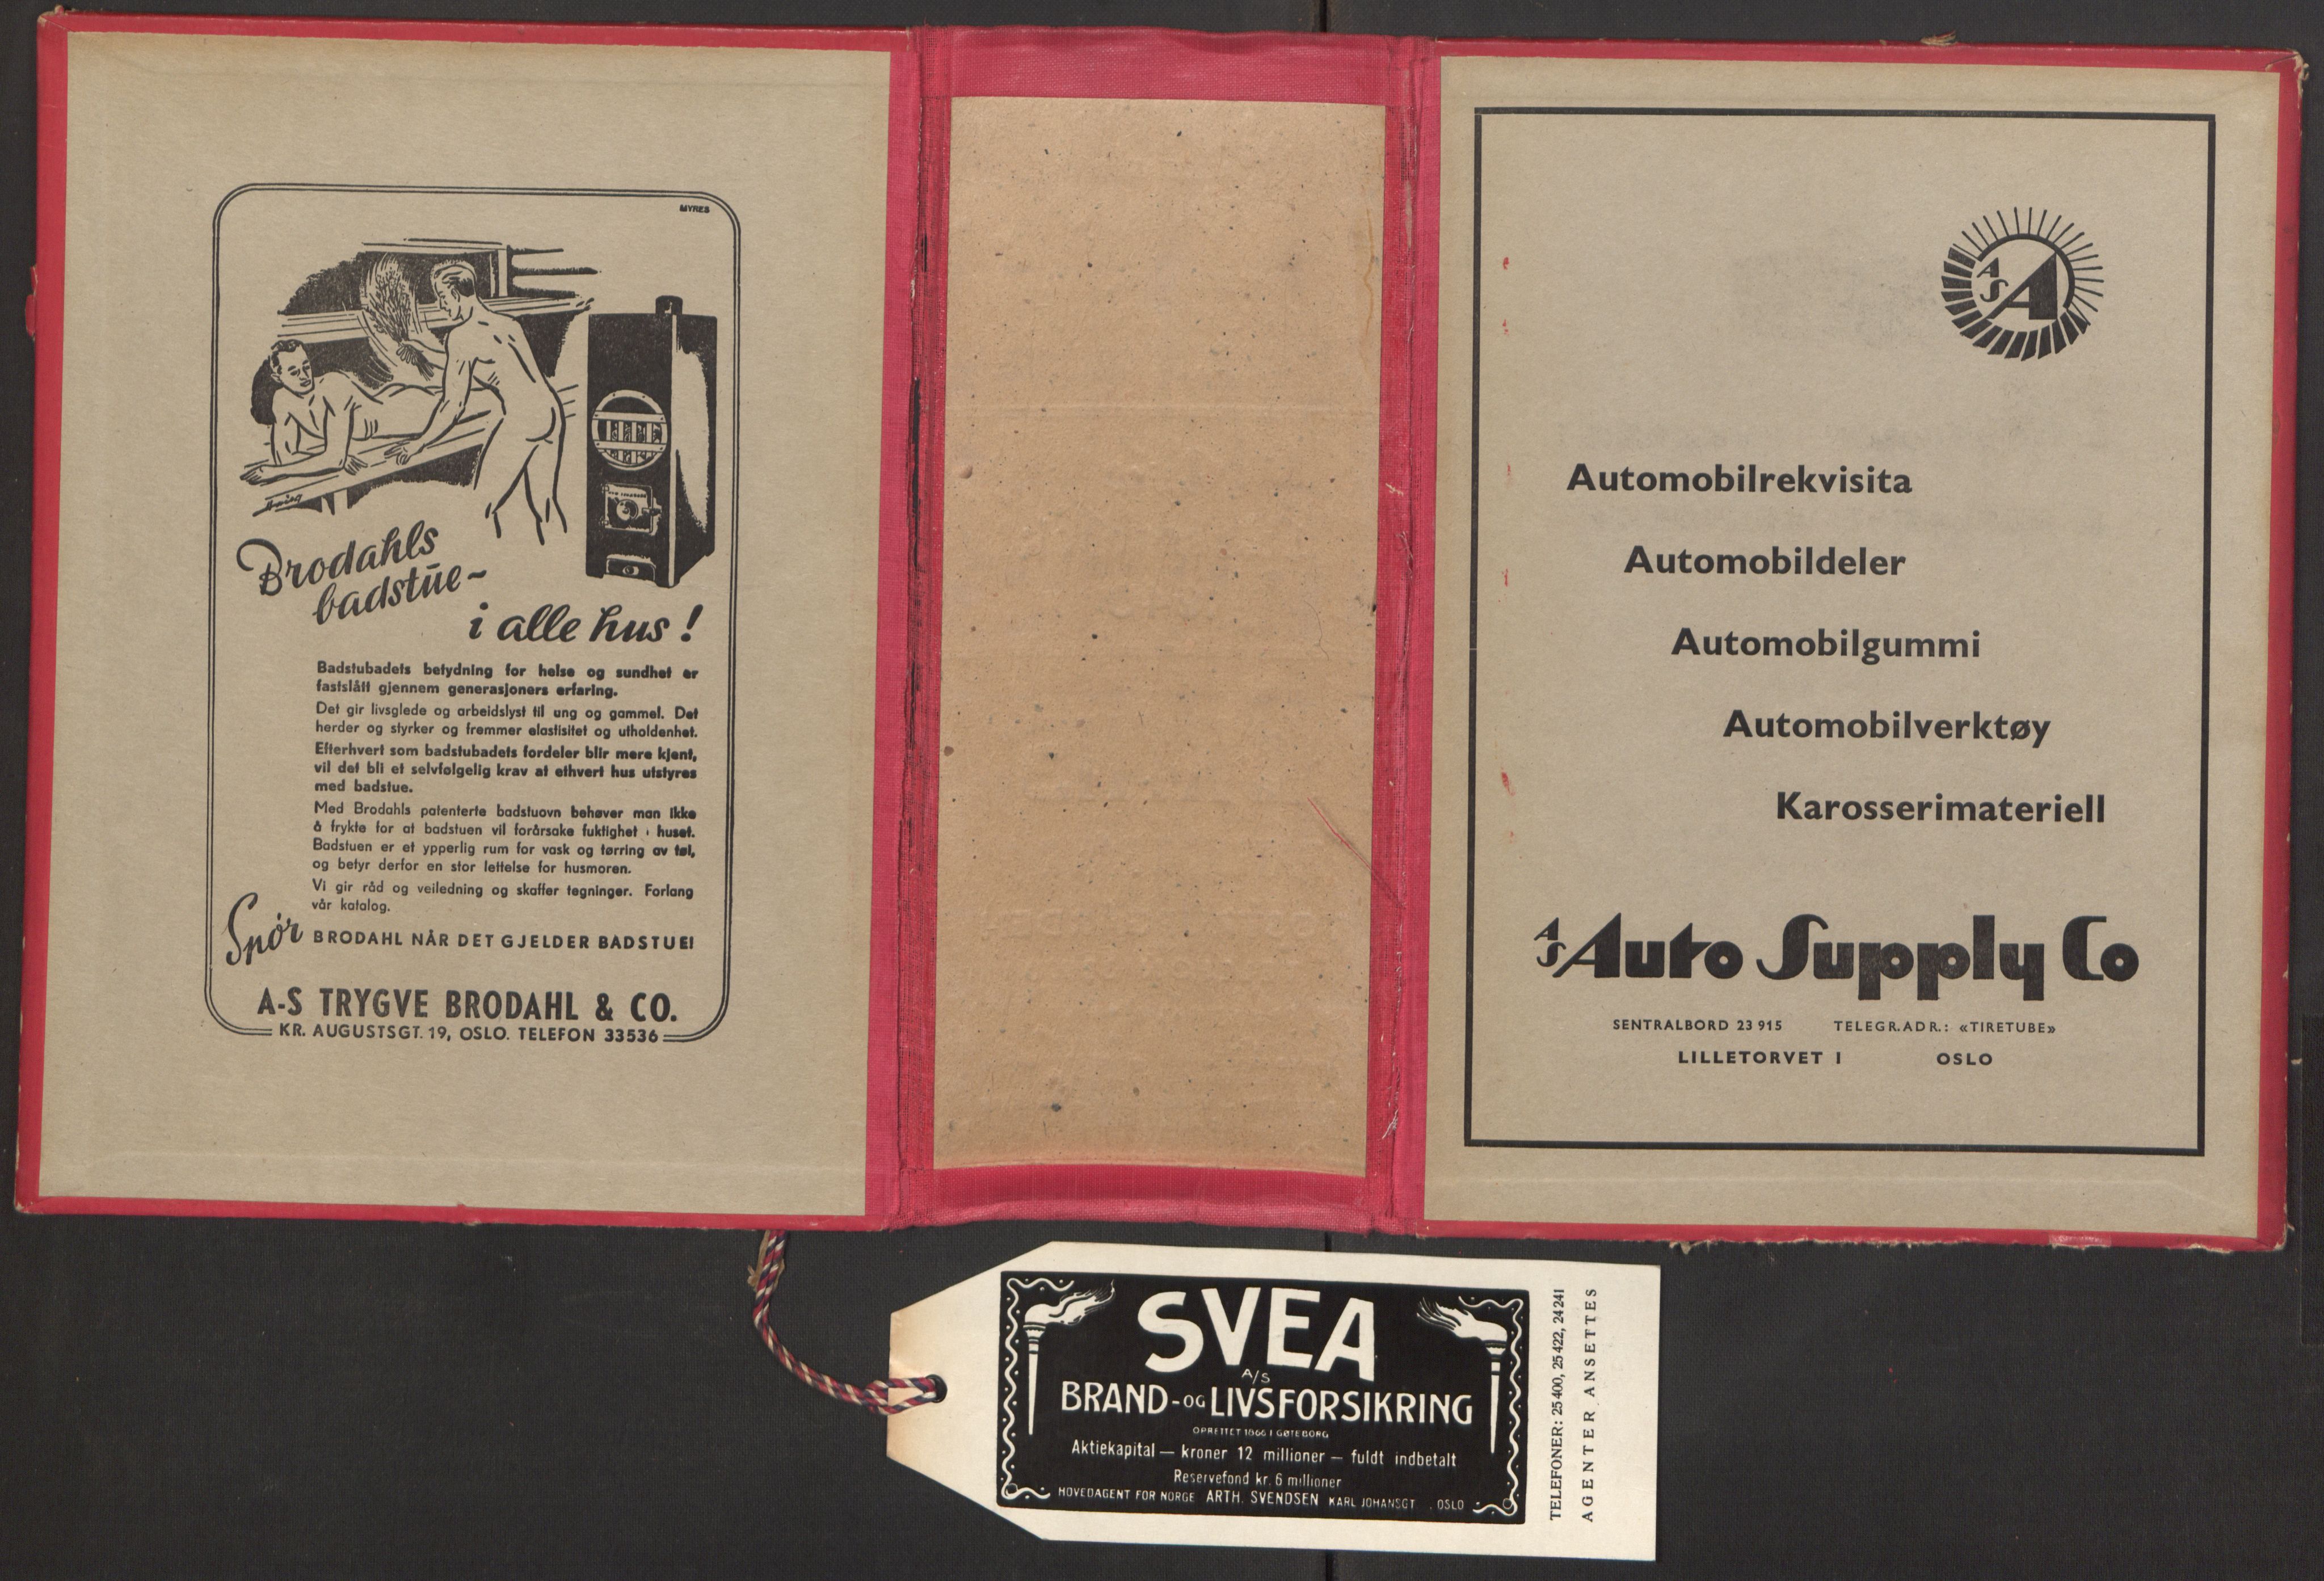 MYRES
Brodahls
badstue~
i alle hus!
Badstubadets betydning for helse og sundhet er
fastslått gjennem generasjoners erfaring.
Det gir livsglede og arbeidslyst til ung og gammel. Det
herder og styrker og fremmer elastisitet og utholdenhet.
Efterhvert som badstubadets fordeler blir mere kjent,
vil det bli et selvfølgelig krav at ethvert hus utstyres
med badstue.
Med Brodahls patenterte badstuovn behøver man ikke
å frykte for at badstuen vil forårsake fuktighet i huset.
Badstuen er et ypperlig rum for vask og tørring av tøi,
og betyr derfor en stor lettelse for husmoren.
Vi gir råd og veiledning og skaffer tegninger. Forlang
vår katalog.
Spør BRODAHL NÅR DET GJELDER BADSTUE!
A-S TRYGVE BRODAHL & CO.
KR. AUGUSTSGT. 19, OSLO. TELEFON 33536
A/S A
Automobilrekvisita
Automobildeler
Automobilgummi
Automobilverktøy
Karosserimateriell
A/S Auto Supply Co
SENTRALBORD 23 915 TELEGR.ADR.: «TIRETUBE»
LILLETORVET 1 OSLO
SVEA
A/S
BRAND-OG LIVSFORSIKRING
OPRETTET 1866 I GØTEBORG
Aktiekapital — kroner 12 millioner — fuldt indbetalt
Reservefond kr. 6 millioner
HOVEDAGENT FOR NORGE ARTH. SVENDSEN KARL JOHANSGT . OSLO
TELEFONER: 25400, 25422, 24241
AGENTER ANSETTES